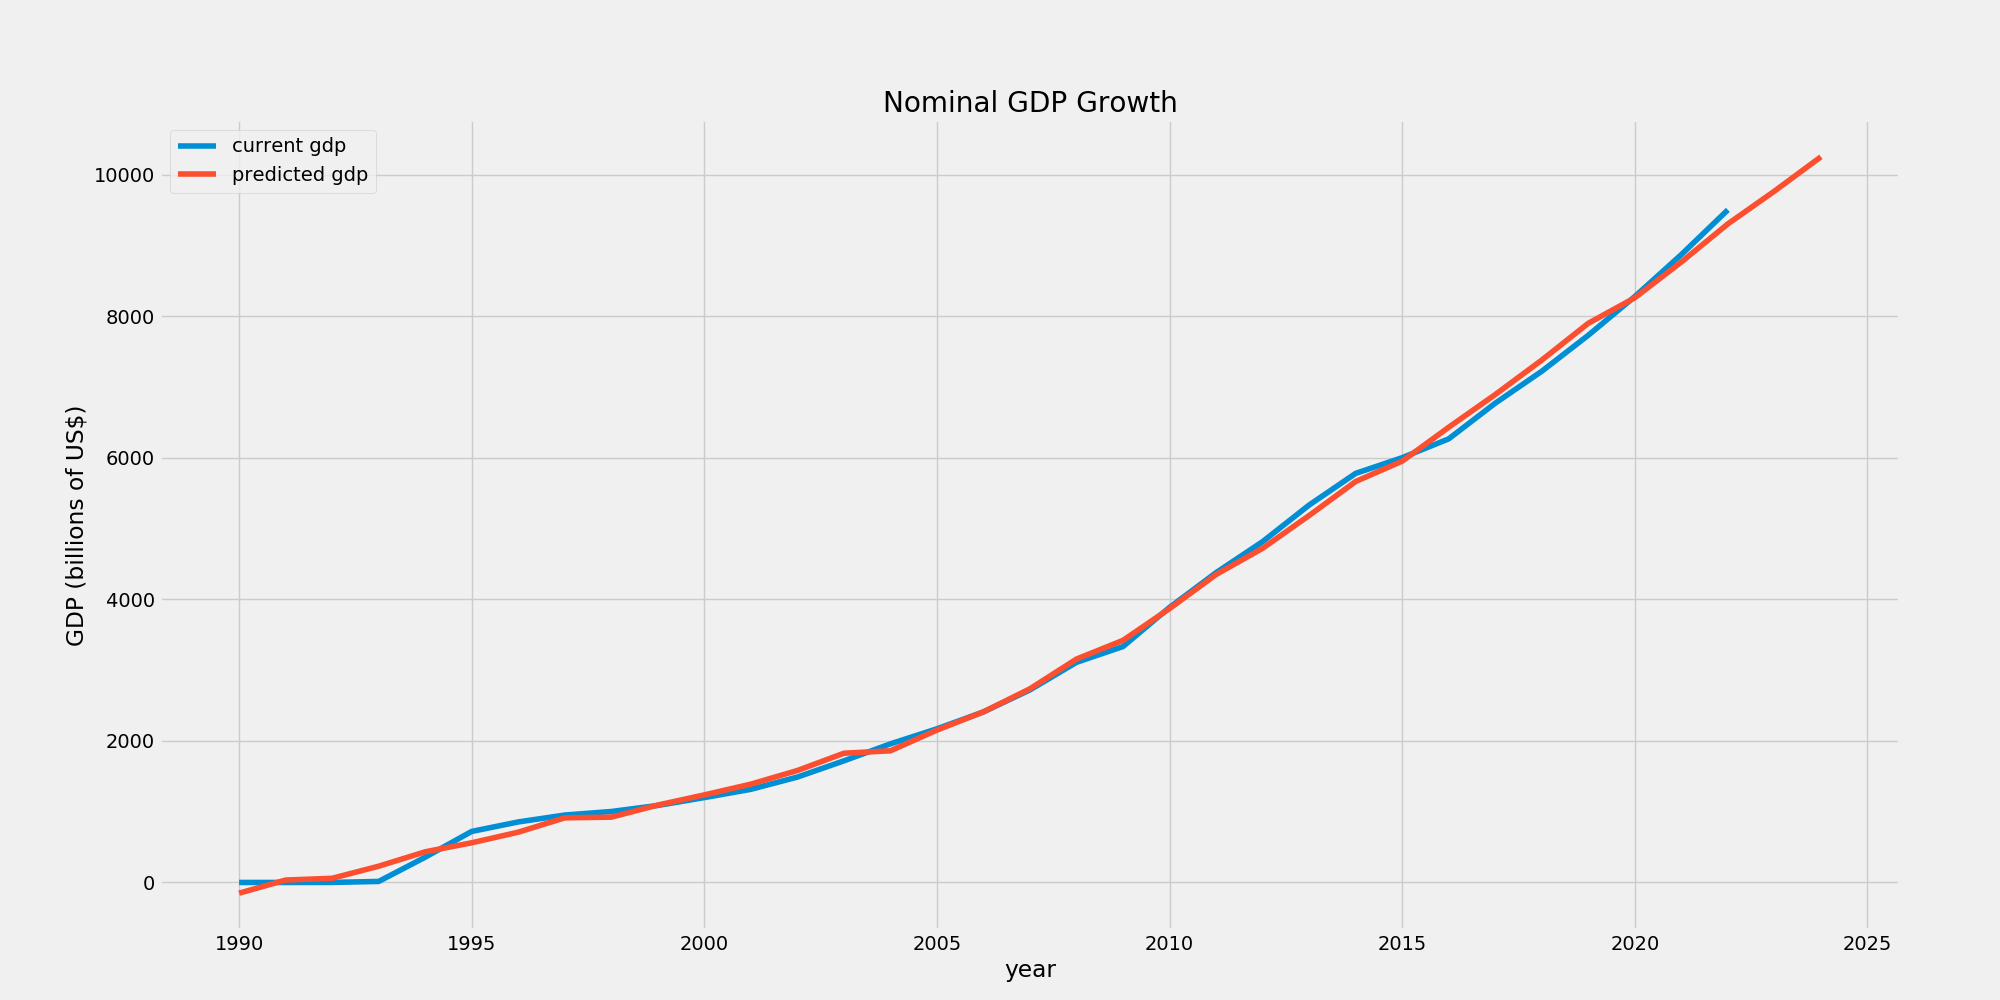 Nominal GDP Growth
current gdp
predicted gdp
10000
8000
6000
4000
2000
0
GDP (billions of US$)
1990 1995 2000 2005 2010 2015 2020 2025
year